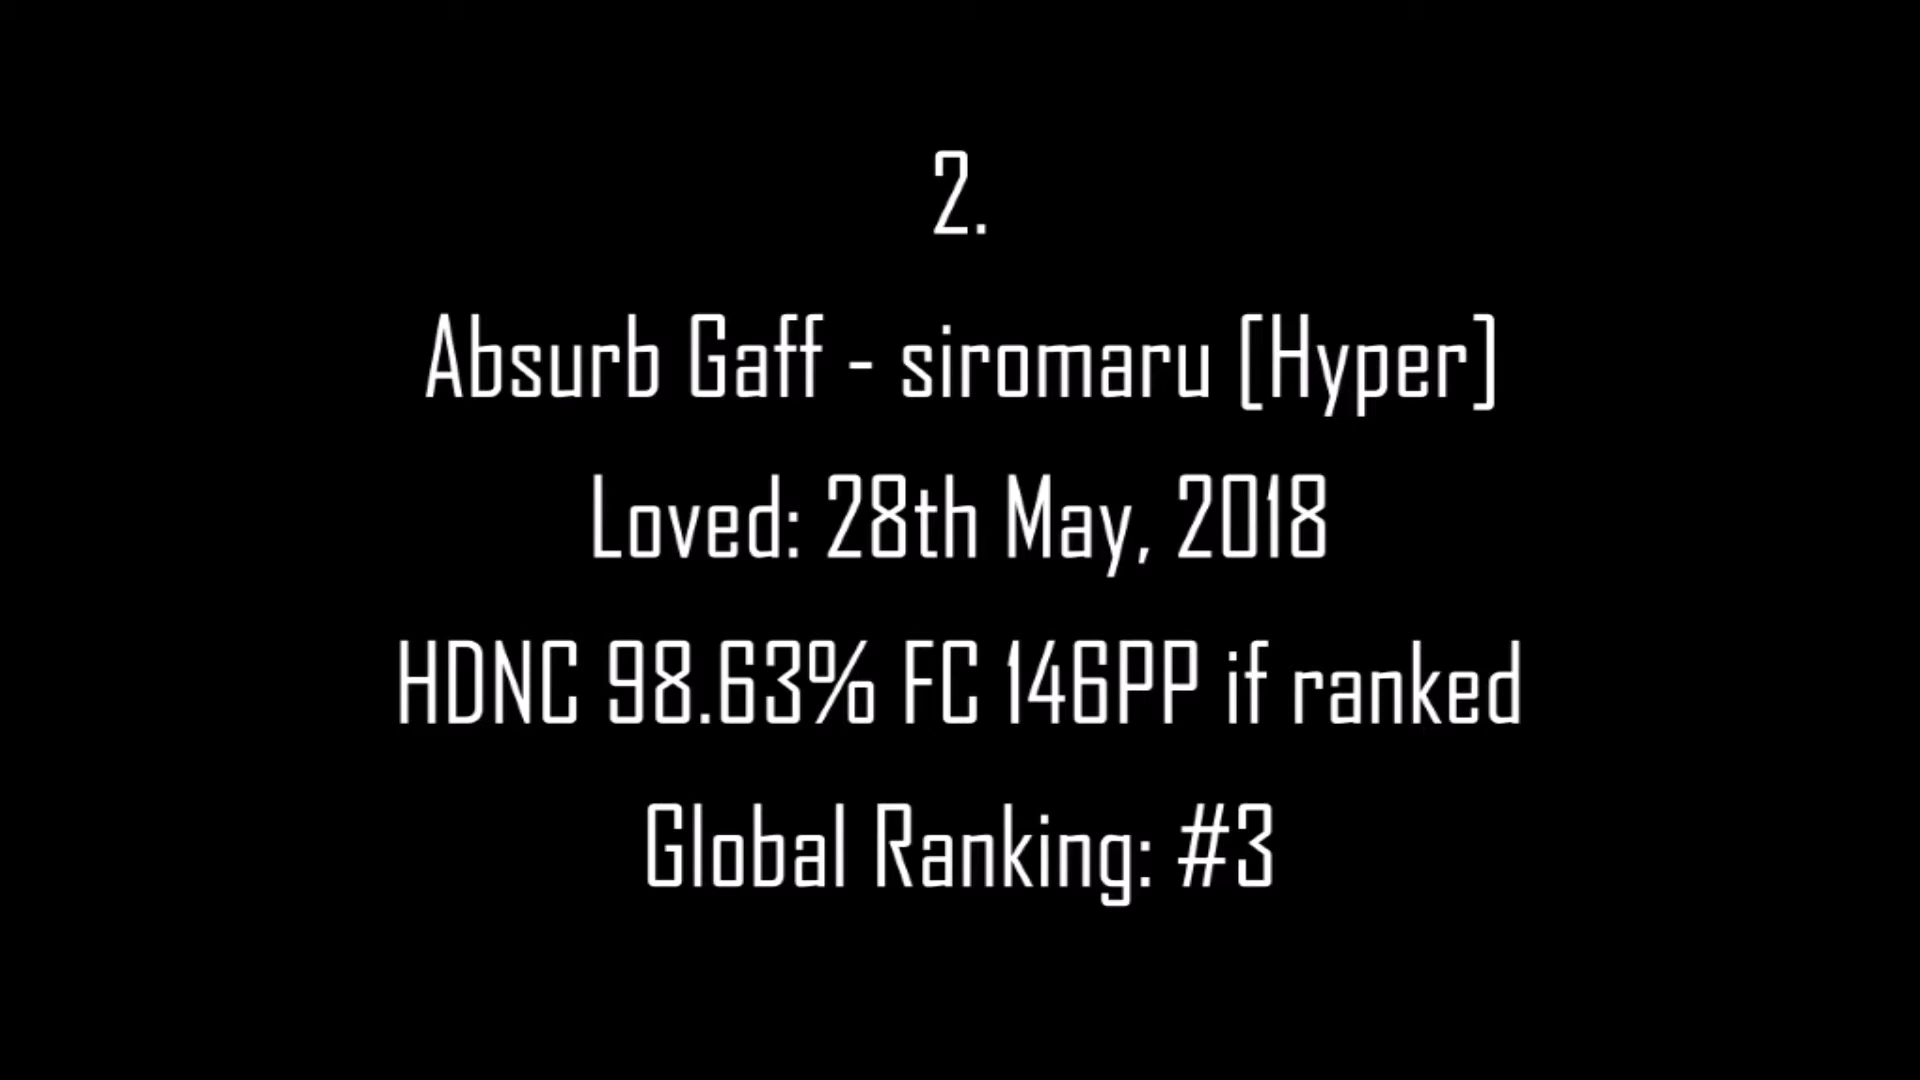 2.
Absurb Gaff - siromaru [Hyper]
Loved: 28th May, 2018
HDNC 98.63% FC 146PP if ranked
Global Ranking: #3